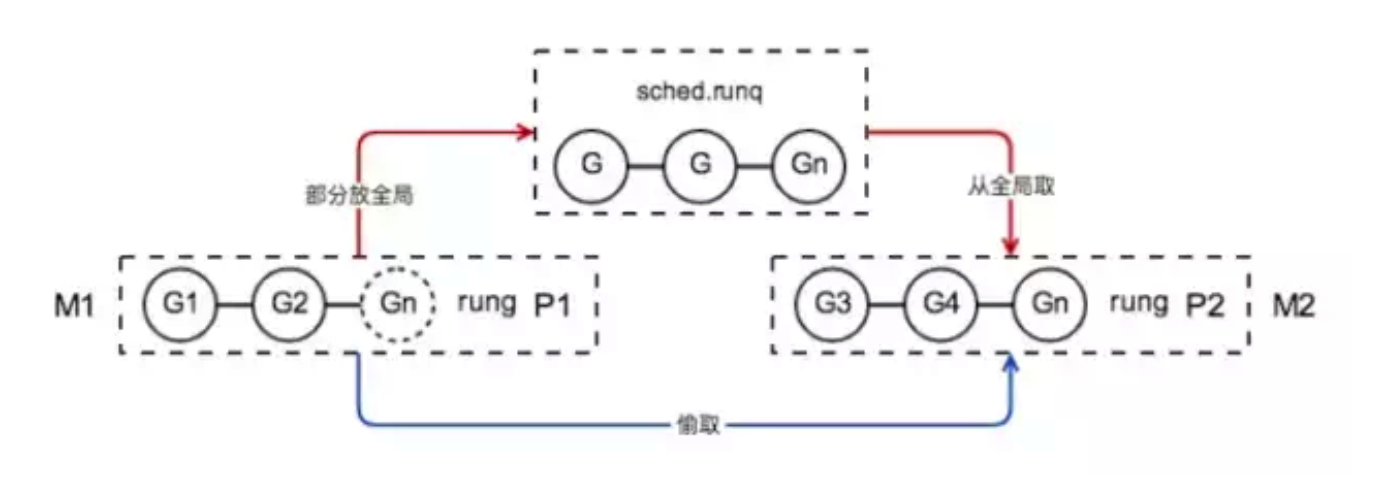 sched.runq
G G Gn
部分放全局
从全局取
M1 G1 G2 Gn rung P1
G3 G4 Gn rung P2 M2
偷取